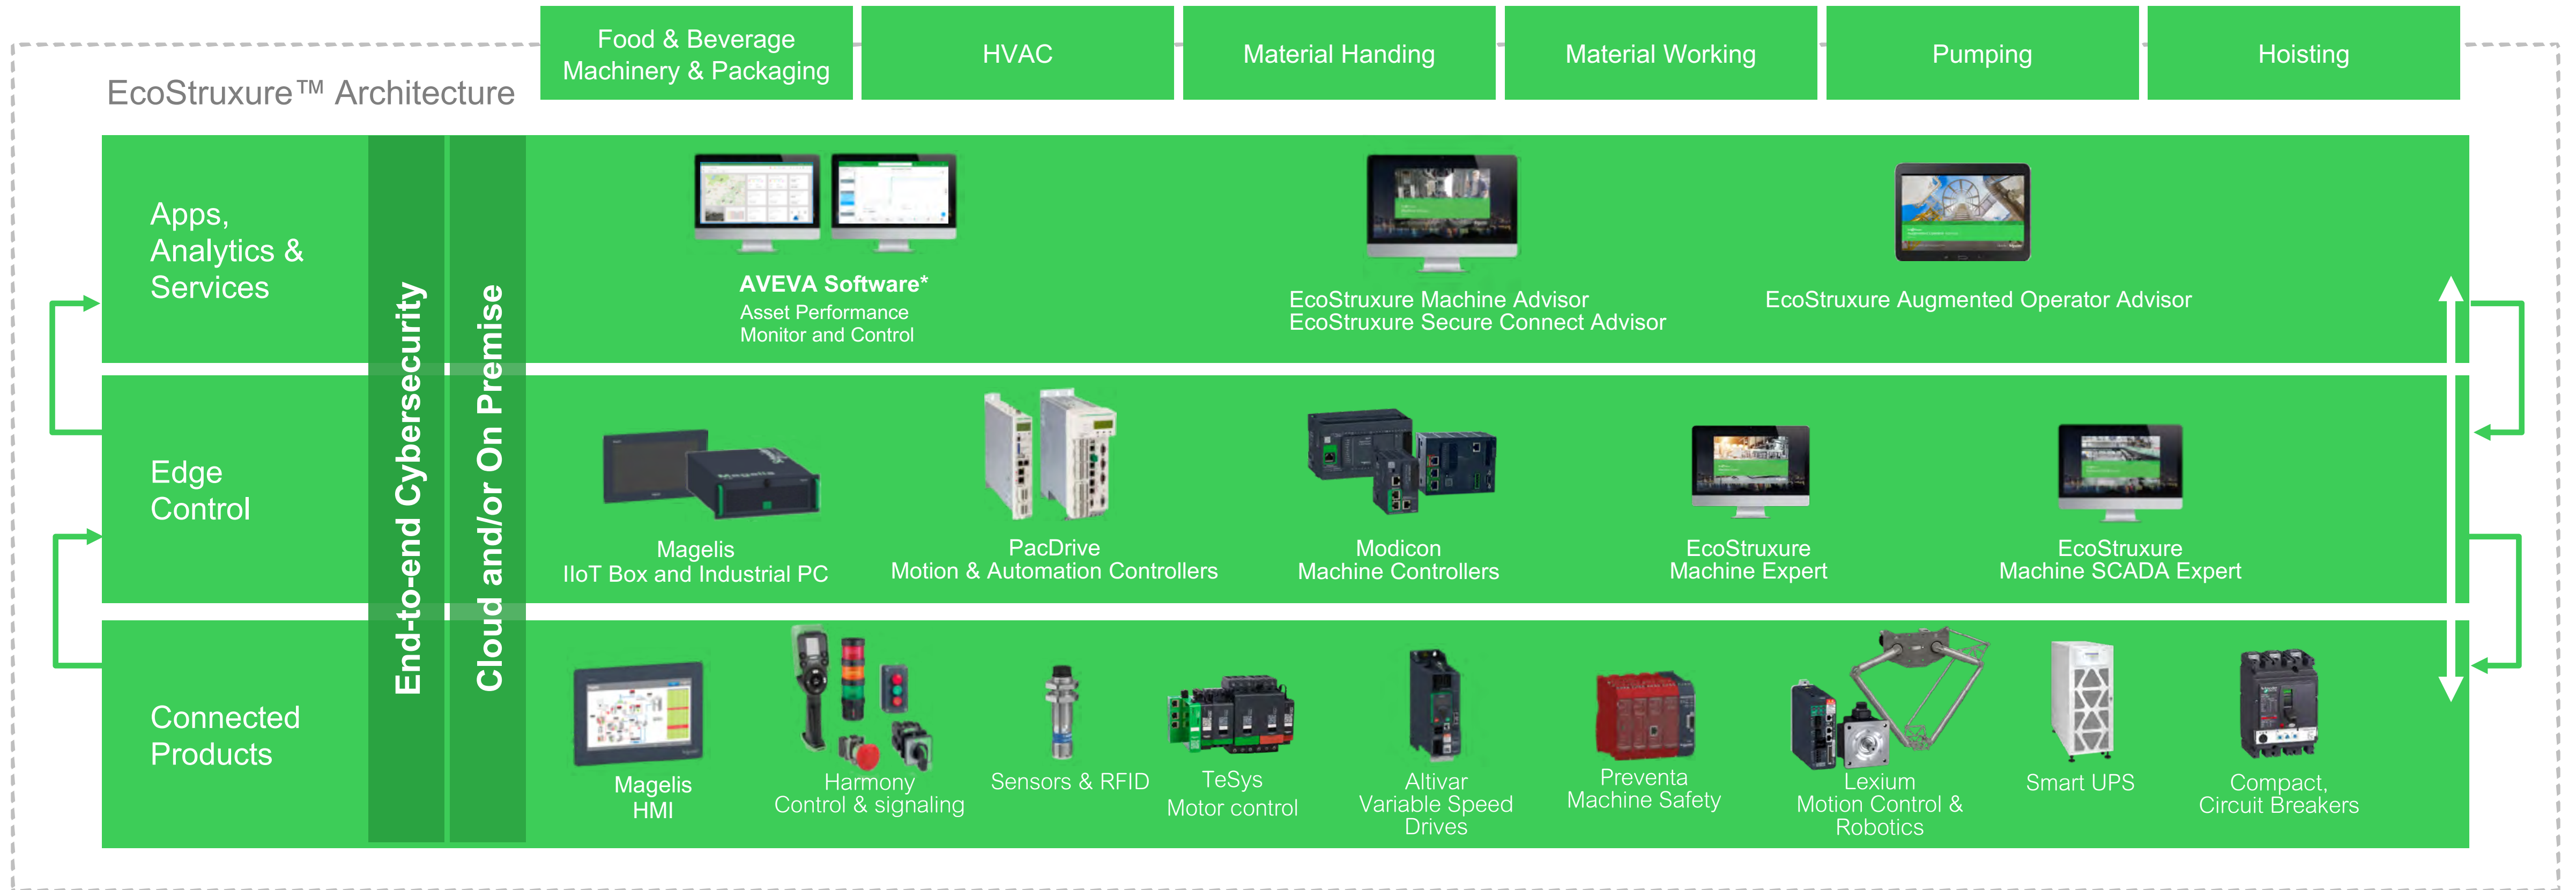 Food & Beverage
Machinery & Packaging
HVAC
Material Handing
Material Working
Pumping
Hoisting
EcoStruxure™ Architecture
Apps,
Analytics &
Services
End-to-end Cybersecurity
Cloud and/or On Premise
AVEVA Software*
Asset Performance
Monitor and Control
EcoStruxure Machine Advisor
EcoStruxure Secure Connect Advisor
EcoStruxure Augmented Operator Advisor
Edge
Control
Magelis
Magelis
IIoT Box and Industrial PC
PacDrive
Motion & Automation Controllers
Modicon
Machine Controllers
EcoStruxure
Machine Expert
EcoStruxure
Machine SCADA Expert
Connected
Products
Magelis
HMI
Harmony
Control & signaling
Sensors & RFID
TeSys
Motor control
Altivar
Variable Speed
Drives
Preventa
Machine Safety
Lexium
Motion Control &
Robotics
Smart UPS
Compact,
Circuit Breakers